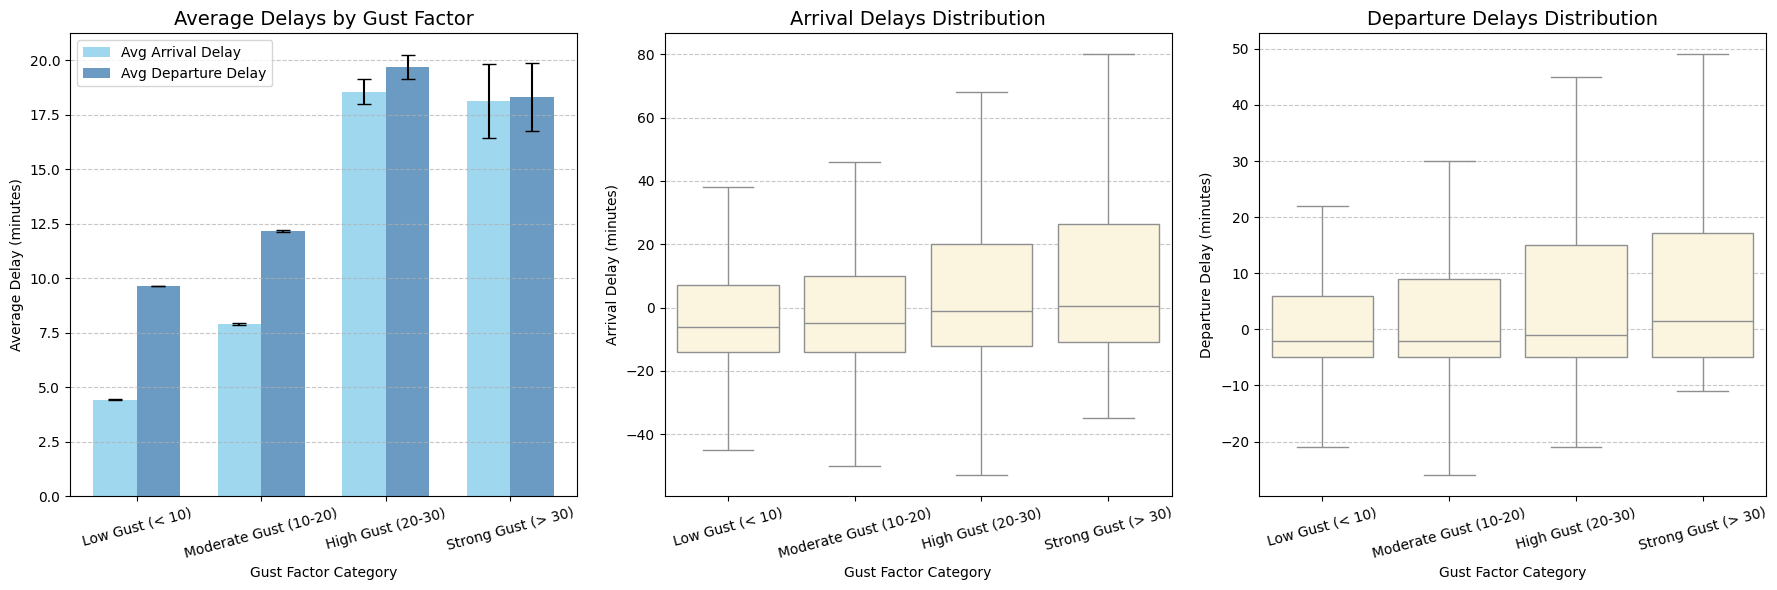 Average Delays by Gust Factor
Avg Arrival Delay
Avg Departure Delay
Average Delay (minutes)
20.0
17.5
15.0
12.5
10.0
7.5
5.0
2.5
0.0
Low Gust (< 10)
Moderate Gust (10-20)
High Gust (20-30)
Strong Gust (> 30)
Gust Factor Category
Arrival Delays Distribution
Arrival Delay (minutes)
80
60
40
20
0
−20
−40
Low Gust (< 10)
Moderate Gust (10-20)
High Gust (20-30)
Strong Gust (> 30)
Gust Factor Category
Departure Delays Distribution
Departure Delay (minutes)
50
40
30
20
10
0
−10
−20
Low Gust (< 10)
Moderate Gust (10-20)
High Gust (20-30)
Strong Gust (> 30)
Gust Factor Category